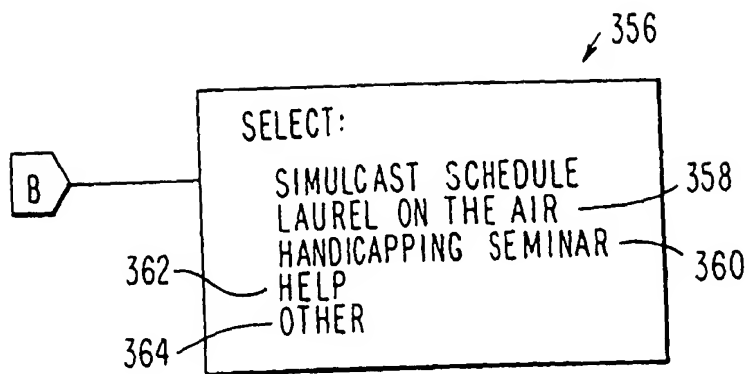 356
SELECT:
B
SIMULCAST SCHEDULE
LAUREL ON THE AIR 358
HANDICAPPING SEMINAR 360
362 HELP
364 OTHER